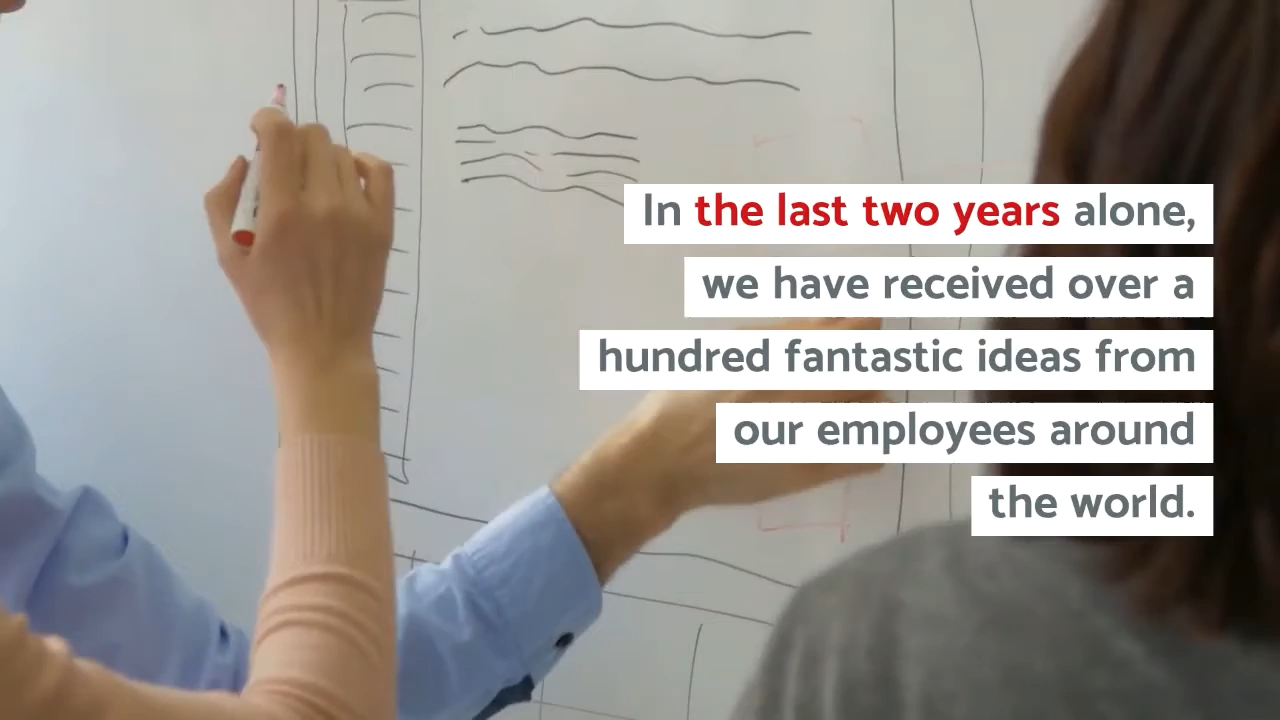 In the last two years alone,
we have received over a
hundred fantastic ideas from
our employees around
the world.